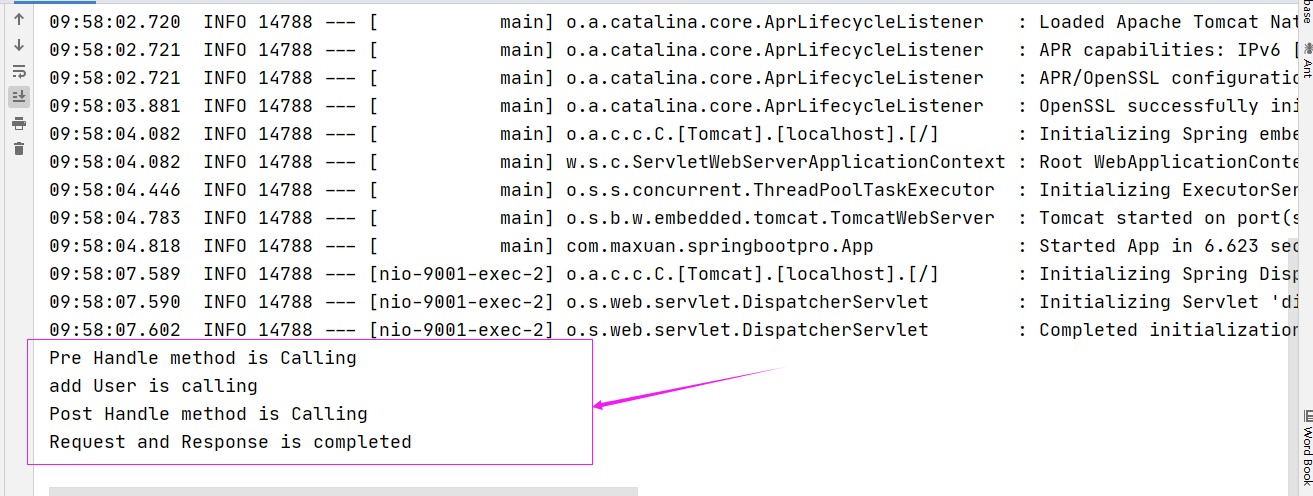 09:58:02.720  INFO 14788 --- [           main] o.a.catalina.core.AprLifecycleListener   : Loaded Apache Tomcat Nat
09:58:02.721  INFO 14788 --- [           main] o.a.catalina.core.AprLifecycleListener   : APR capabilities: IPv6 [
09:58:02.721  INFO 14788 --- [           main] o.a.catalina.core.AprLifecycleListener   : APR/OpenSSL configuratio
09:58:03.881  INFO 14788 --- [           main] o.a.catalina.core.AprLifecycleListener   : OpenSSL successfully ini
09:58:04.082  INFO 14788 --- [           main] o.a.c.c.C.[Tomcat].[localhost].[/]       : Initializing Spring embe
09:58:04.082  INFO 14788 --- [           main] w.s.c.ServletWebServerApplicationContext : Root WebApplicationConte
09:58:04.446  INFO 14788 --- [           main] o.s.s.concurrent.ThreadPoolTaskExecutor  : Initializing ExecutorSer
09:58:04.783  INFO 14788 --- [           main] o.s.b.w.embedded.tomcat.TomcatWebServer  : Tomcat started on port(s
09:58:04.818  INFO 14788 --- [           main] com.maxuan.springbootpro.App             : Started App in 6.623 sec
09:58:07.589  INFO 14788 --- [nio-9001-exec-2] o.a.c.c.C.[Tomcat].[localhost].[/]       : Initializing Spring Disp
09:58:07.590  INFO 14788 --- [nio-9001-exec-2] o.s.web.servlet.DispatcherServlet        : Initializing Servlet 'di
09:58:07.602  INFO 14788 --- [nio-9001-exec-2] o.s.web.servlet.DispatcherServlet        : Completed initialization
Pre Handle method is Calling
add User is calling
Post Handle method is Calling
Request and Response is completed
base
Ant
Word Book